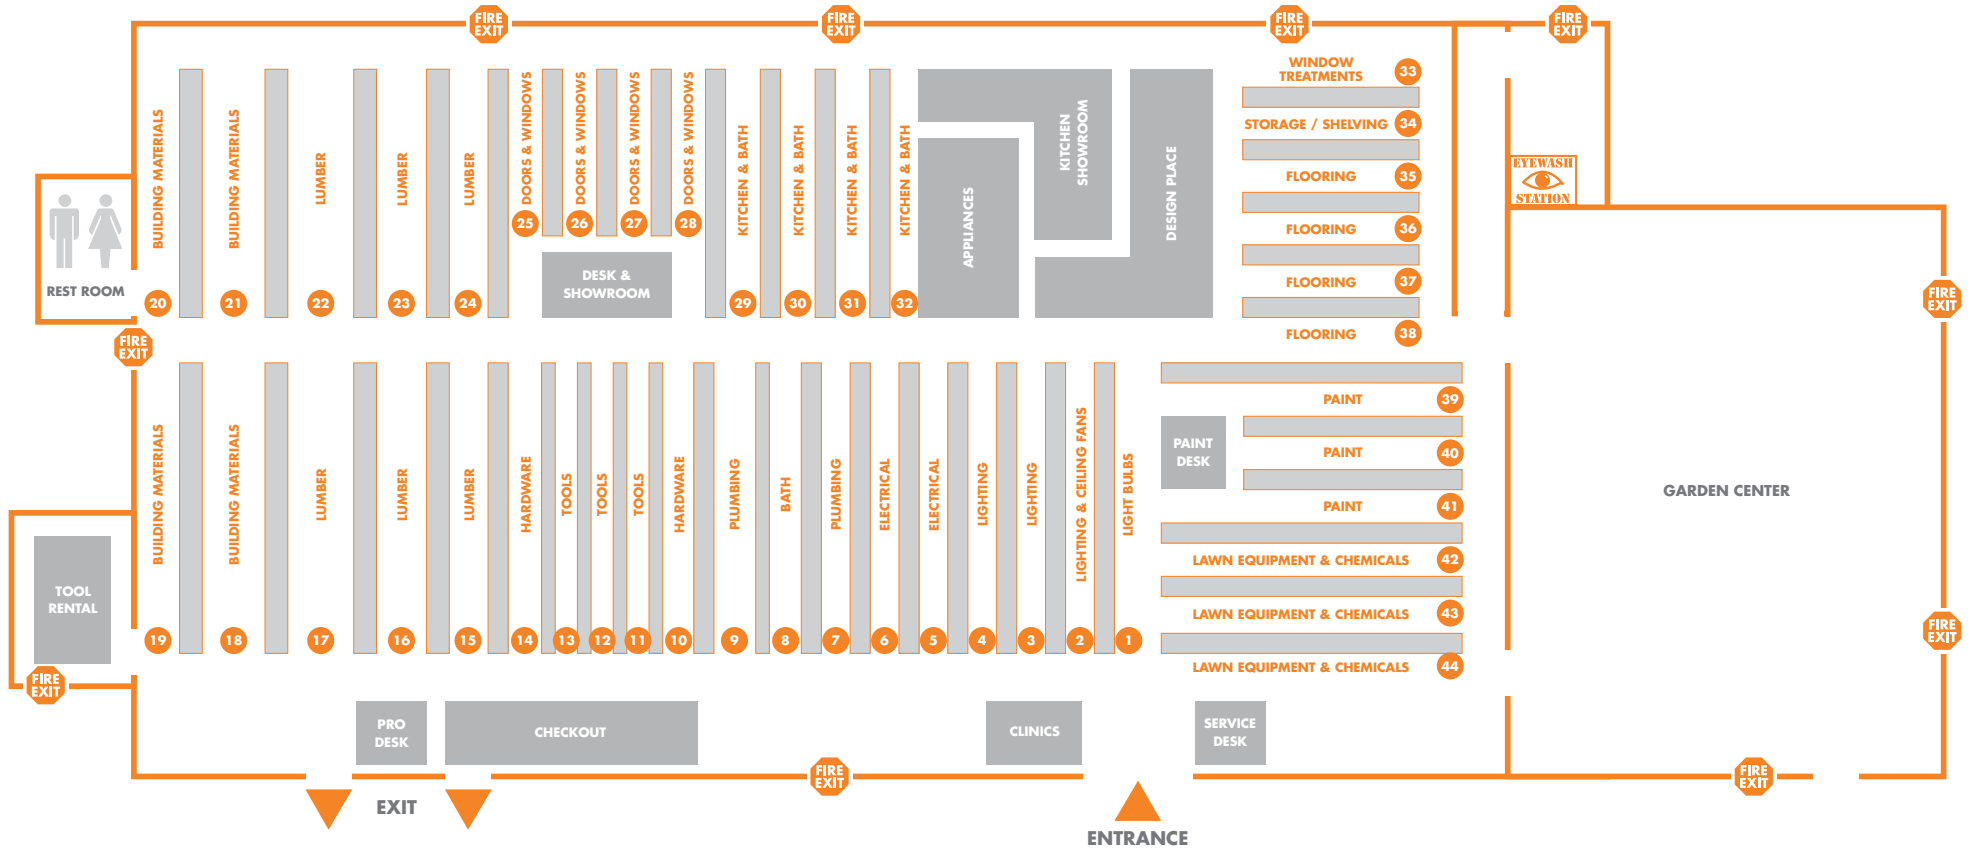 FIRE
EXIT
FIRE
EXIT
FIRE
EXIT
FIRE
EXIT
BUILDING MATERIALS
20
BUILDING MATERIALS
21
LUMBER
22
LUMBER
23
LUMBER
24
DOORS & WINDOWS
25
DOORS & WINDOWS
26
DOORS & WINDOWS
27
DOORS & WINDOWS
28
KITCHEN & BATH
29
KITCHEN & BATH
30
KITCHEN & BATH
31
KITCHEN & BATH
32
DESK &
SHOWROOM
APPLIANCES
KITCHEN
SHOWROOM
DESIGN PLACE
WINDOW
TREATMENTS 33
STORAGE / SHELVING 34
FLOORING 35
FLOORING 36
FLOORING 37
FLOORING 38
EYEWASH
STATION
REST ROOM
FIRE
EXIT
FIRE
EXIT
BUILDING MATERIALS
19
BUILDING MATERIALS
18
LUMBER
17
LUMBER
16
LUMBER
15
HARDWARE
14
TOOLS
13
TOOLS
12
TOOLS
11
HARDWARE
10
PLUMBING
9
BATH
8
PLUMBING
7
ELECTRICAL
6
ELECTRICAL
5
LIGHTING
4
LIGHTING
3
LIGHTING & CEILING FANS
2
LIGHT BULBS
1
PAINT 39
PAINT
DESK
PAINT 40
PAINT 41
LAWN EQUIPMENT & CHEMICALS 42
LAWN EQUIPMENT & CHEMICALS 43
LAWN EQUIPMENT & CHEMICALS 44
GARDEN CENTER
TOOL
RENTAL
FIRE
EXIT
FIRE
EXIT
PRO
DESK
CHECKOUT
CLINICS
SERVICE
DESK
FIRE
EXIT
FIRE
EXIT
EXIT
ENTRANCE